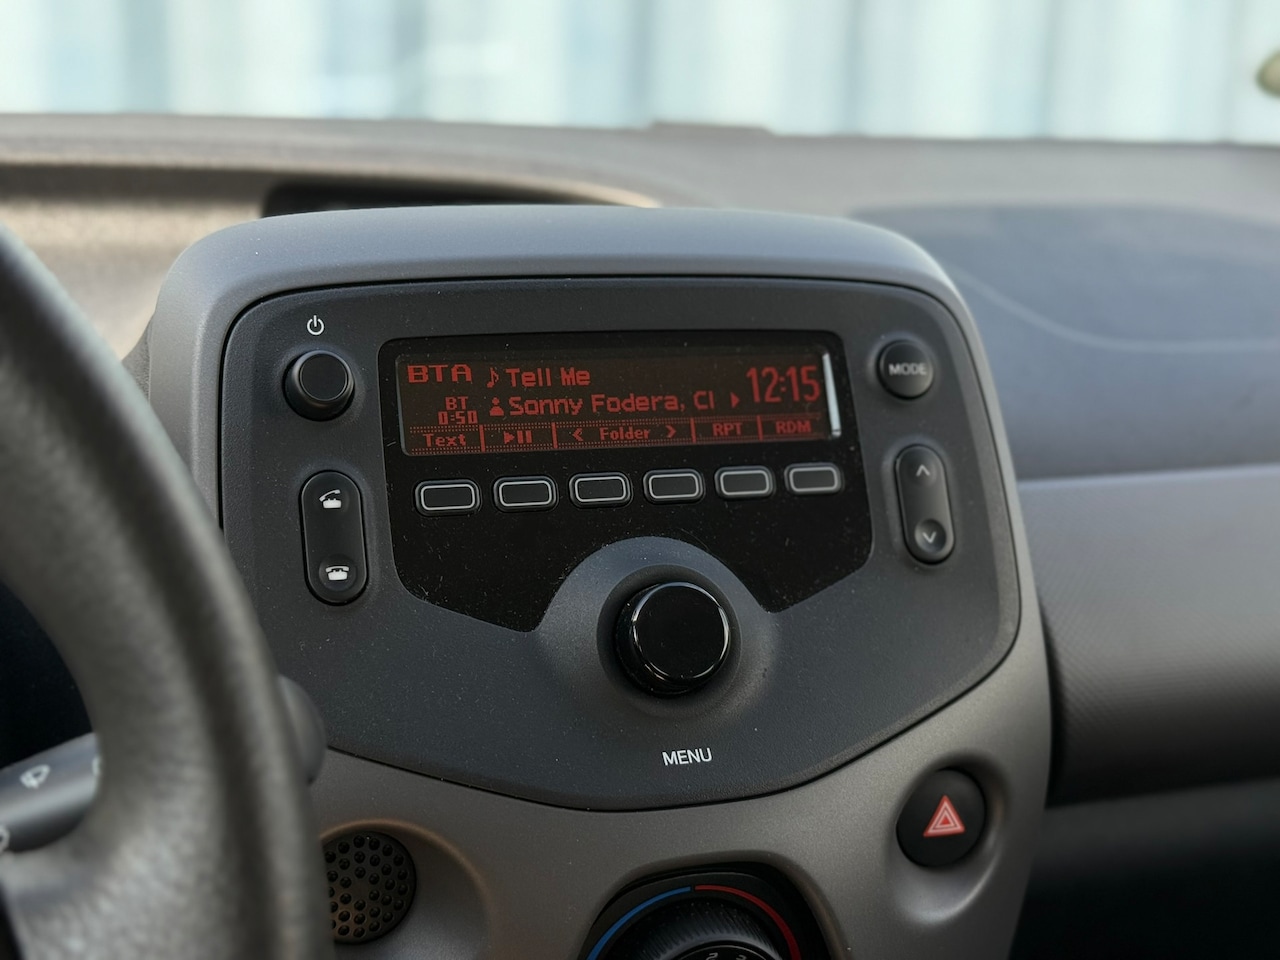 BTA ♪ Tell Me 12:15
BT Sonny Fodera, Cl
0:50
Text Folder RPT RDM
MODE
MENU